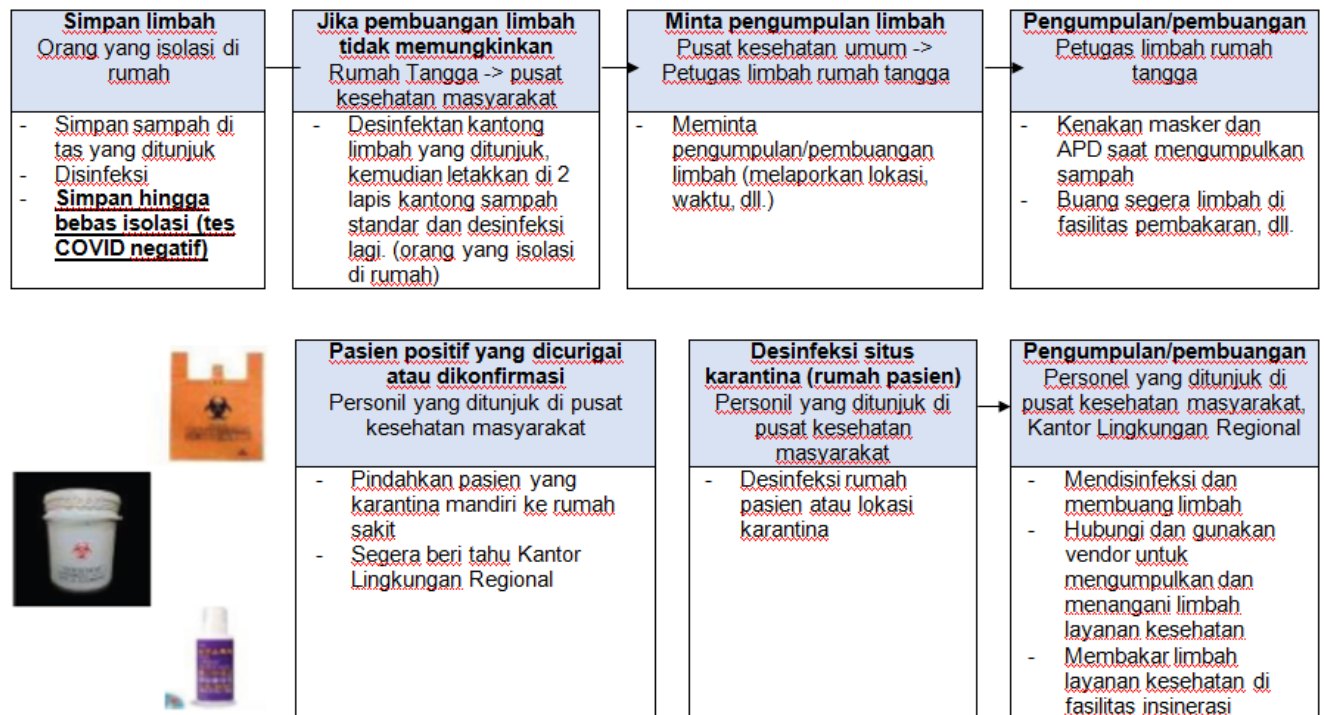 Simpan limbah
Orang yang isolasi di
rumah
- Simpan sampah di
tas yang ditunjuk
- Disinfeksi
- Simpan hingga
bebas isolasi (tes
COVID negatif)
Jika pembuangan limbah
tidak memungkinkan
Rumah Tangga -> pusat
kesehatan masyarakat
- Desinfektan kantong
limbah yang ditunjuk,
kemudian letakkan di 2
lapis kantong sampah
standar dan desinfeksi
lagi. (orang yang isolasi
di rumah)
Minta pengumpulan limbah
Pusat kesehatan umum ->
Petugas limbah rumah tangga
- Meminta
pengumpulan/pembuangan
limbah (melaporkan lokasi,
waktu, dll.)
Pengumpulan/pembuangan
Petugas limbah rumah
tangga
- Kenakan masker dan
APD saat mengumpulkan
sampah
- Buang segera limbah di
fasilitas pembakaran, dll.
Pasien positif yang dicurigai
atau dikonfirmasi
Personil yang ditunjuk di pusat
kesehatan masyarakat
- Pindahkan pasien yang
karantina mandiri ke rumah
sakit
- Segera beri tahu Kantor
Lingkungan Regional
Desinfeksi situs
karantina (rumah pasien)
Personil yang ditunjuk di
pusat kesehatan
masyarakat
- Desinfeksi rumah
pasien atau lokasi
karantina
Pengumpulan/pembuangan
Personel yang ditunjuk di
pusat kesehatan masyarakat,
Kantor Lingkungan Regional
- Mendisinfeksi dan
membuang limbah
- Hubungi dan gunakan
vendor untuk
mengumpulkan dan
menangani limbah
layanan kesehatan
- Membakar limbah
layanan kesehatan di
fasilitas insinerasi